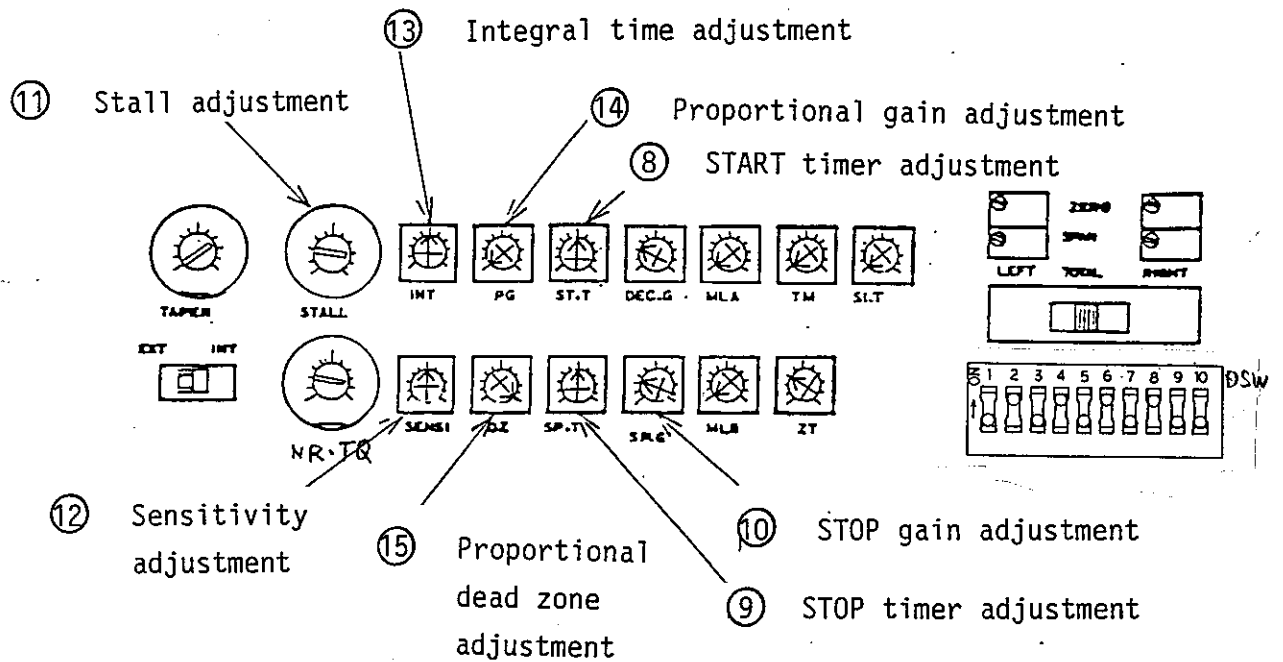 ⑬ Integral time adjustment
⑪ Stall adjustment
⑭ Proportional gain adjustment
⑧ START timer adjustment
ZERO
SPAN
LEFT TOTAL RIGHT
TAPER STALL INT PG ST.T DEC.G MLA TM SI.T
EXT INT
ON 1 2 3 4 5 6 7 8 9 10 DSW
NR.TQ SENSI DZ SP.T SP.G MLB ZT
⑫ Sensitivity
adjustment
⑮ Proportional
dead zone
adjustment
⑩ STOP gain adjustment
⑨ STOP timer adjustment